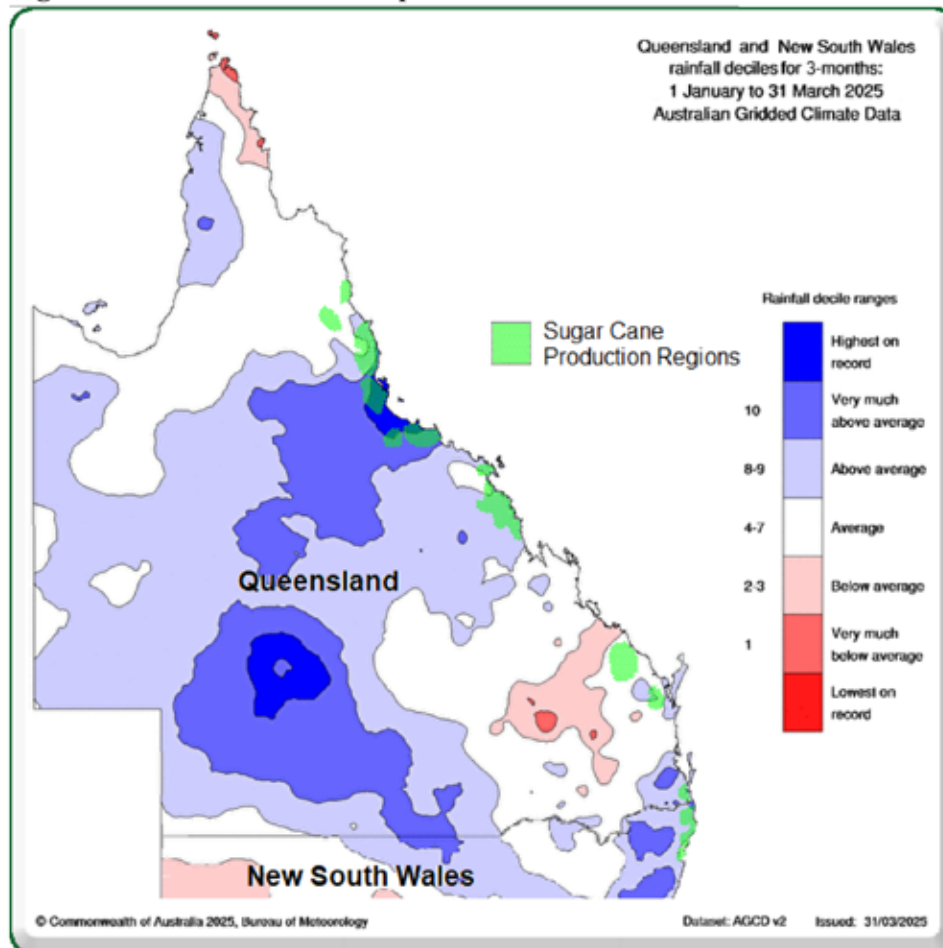 Queensland and New South Wales
rainfall deciles for 3-months:
1 January to 31 March 2025
Australian Gridded Climate Data
Rainfall decile ranges
Sugar Cane
Production Regions
Highest on
record
10
Very much
above average
8-9
Above average
4-7
Average
2-3
Below average
1
Very much
below average
Lowest on
record
Queensland
New South Wales
© Commonwealth of Australia 2025, Bureau of Meteorology
Dataset: AGCD v2
Issued: 31/03/2025